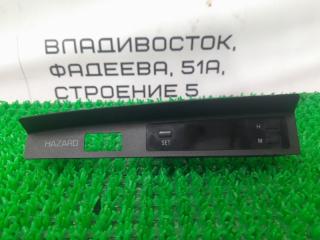 ВЛАДИВОСТОК,
ФАДЕЕВА, 51А,
СТРОЕНИЕ 5
HAZARD
SET
H
M